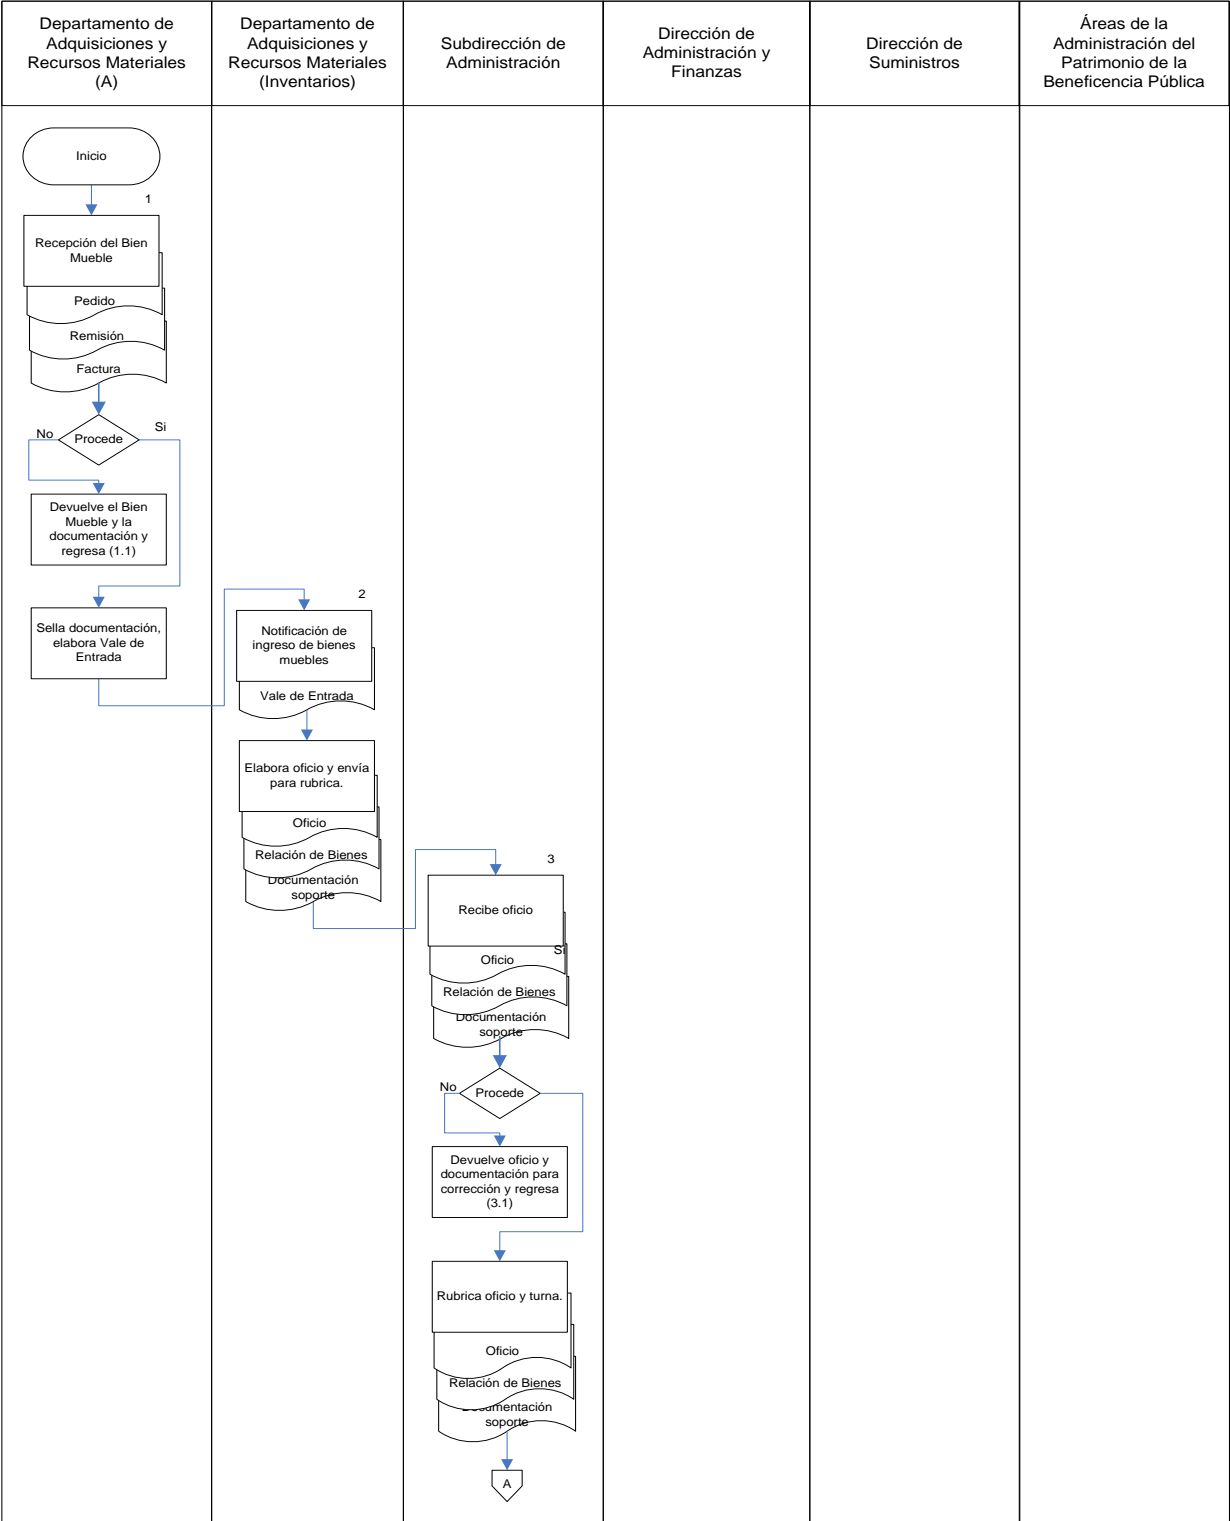 Departamento de
Adquisiciones y
Recursos Materiales
(A)
Departamento de
Adquisiciones y
Recursos Materiales
(Inventarios)
Subdirección de
Administración
Dirección de
Administración y
Finanzas
Dirección de
Suministros
Áreas de la
Administración del
Patrimonio de la
Beneficencia Pública
Inicio
1
Recepción del Bien
Mueble
Pedido
Remisión
Factura
No
Procede
Si
Devuelve el Bien
Mueble y la
documentación y
regresa (1.1)
Sella documentación,
elabora Vale de
Entrada
2
Notificación de
ingreso de bienes
muebles
Vale de Entrada
Elabora oficio y envía
para rubrica.
Oficio
Relación de Bienes
Documentación
soporte
3
Recibe oficio
Si
Oficio
Relación de Bienes
Documentación
soporte
No
Procede
Devuelve oficio y
documentación para
corrección y regresa
(3.1)
Rubrica oficio y turna.
Oficio
Relación de Bienes
Documentación
soporte
A